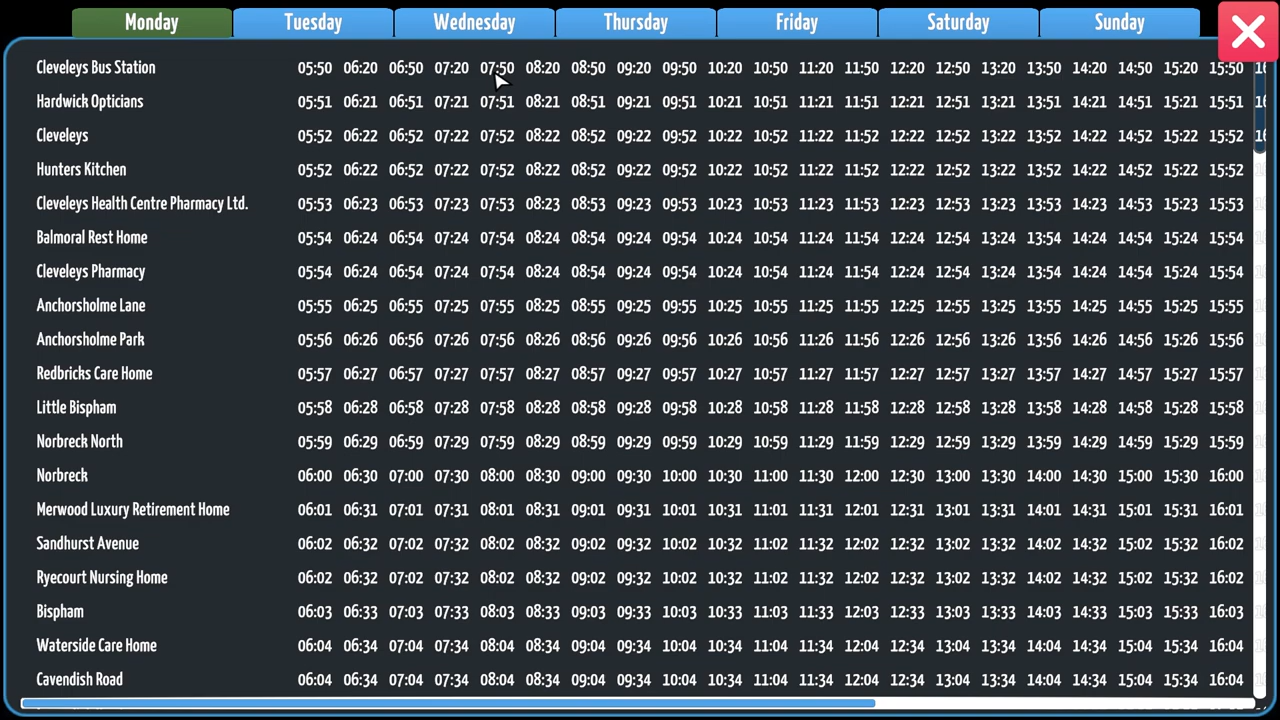 Monday Tuesday Wednesday Thursday Friday Saturday Sunday
Cleveleys Bus Station 05:50 06:20 06:50 07:20 07:50 08:20 08:50 09:20 09:50 10:20 10:50 11:20 11:50 12:20 12:50 13:20 13:50 14:20 14:50 15:20 15:50
Hardwick Opticians 05:51 06:21 06:51 07:21 07:51 08:21 08:51 09:21 09:51 10:21 10:51 11:21 11:51 12:21 12:51 13:21 13:51 14:21 14:51 15:21 15:51
Cleveleys 05:52 06:22 06:52 07:22 07:52 08:22 08:52 09:22 09:52 10:22 10:52 11:22 11:52 12:22 12:52 13:22 13:52 14:22 14:52 15:22 15:52
Hunters Kitchen 05:52 06:22 06:52 07:22 07:52 08:22 08:52 09:22 09:52 10:22 10:52 11:22 11:52 12:22 12:52 13:22 13:52 14:22 14:52 15:22 15:52
Cleveleys Health Centre Pharmacy Ltd. 05:53 06:23 06:53 07:23 07:53 08:23 08:53 09:23 09:53 10:23 10:53 11:23 11:53 12:23 12:53 13:23 13:53 14:23 14:53 15:23 15:53
Balmoral Rest Home 05:54 06:24 06:54 07:24 07:54 08:24 08:54 09:24 09:54 10:24 10:54 11:24 11:54 12:24 12:54 13:24 13:54 14:24 14:54 15:24 15:54
Cleveleys Pharmacy 05:54 06:24 06:54 07:24 07:54 08:24 08:54 09:24 09:54 10:24 10:54 11:24 11:54 12:24 12:54 13:24 13:54 14:24 14:54 15:24 15:54
Anchorsholme Lane 05:55 06:25 06:55 07:25 07:55 08:25 08:55 09:25 09:55 10:25 10:55 11:25 11:55 12:25 12:55 13:25 13:55 14:25 14:55 15:25 15:55
Anchorsholme Park 05:56 06:26 06:56 07:26 07:56 08:26 08:56 09:26 09:56 10:26 10:56 11:26 11:56 12:26 12:56 13:26 13:56 14:26 14:56 15:26 15:56
Redbricks Care Home 05:57 06:27 06:57 07:27 07:57 08:27 08:57 09:27 09:57 10:27 10:57 11:27 11:57 12:27 12:57 13:27 13:57 14:27 14:57 15:27 15:57
Little Bispham 05:58 06:28 06:58 07:28 07:58 08:28 08:58 09:28 09:58 10:28 10:58 11:28 11:58 12:28 12:58 13:28 13:58 14:28 14:58 15:28 15:58
Norbreck North 05:59 06:29 06:59 07:29 07:59 08:29 08:59 09:29 09:59 10:29 10:59 11:29 11:59 12:29 12:59 13:29 13:59 14:29 14:59 15:29 15:59
Norbreck 06:00 06:30 07:00 07:30 08:00 08:30 09:00 09:30 10:00 10:30 11:00 11:30 12:00 12:30 13:00 13:30 14:00 14:30 15:00 15:30 16:00
Merwood Luxury Retirement Home 06:01 06:31 07:01 07:31 08:01 08:31 09:01 09:31 10:01 10:31 11:01 11:31 12:01 12:31 13:01 13:31 14:01 14:31 15:01 15:31 16:01
Sandhurst Avenue 06:02 06:32 07:02 07:32 08:02 08:32 09:02 09:32 10:02 10:32 11:02 11:32 12:02 12:32 13:02 13:32 14:02 14:32 15:02 15:32 16:02
Ryecourt Nursing Home 06:02 06:32 07:02 07:32 08:02 08:32 09:02 09:32 10:02 10:32 11:02 11:32 12:02 12:32 13:02 13:32 14:02 14:32 15:02 15:32 16:02
Bispham 06:03 06:33 07:03 07:33 08:03 08:33 09:03 09:33 10:03 10:33 11:03 11:33 12:03 12:33 13:03 13:33 14:03 14:33 15:03 15:33 16:03
Waterside Care Home 06:04 06:34 07:04 07:34 08:04 08:34 09:04 09:34 10:04 10:34 11:04 11:34 12:04 12:34 13:04 13:34 14:04 14:34 15:04 15:34 16:04
Cavendish Road 06:04 06:34 07:04 07:34 08:04 08:34 09:04 09:34 10:04 10:34 11:04 11:34 12:04 12:34 13:04 13:34 14:04 14:34 15:04 15:34 16:04